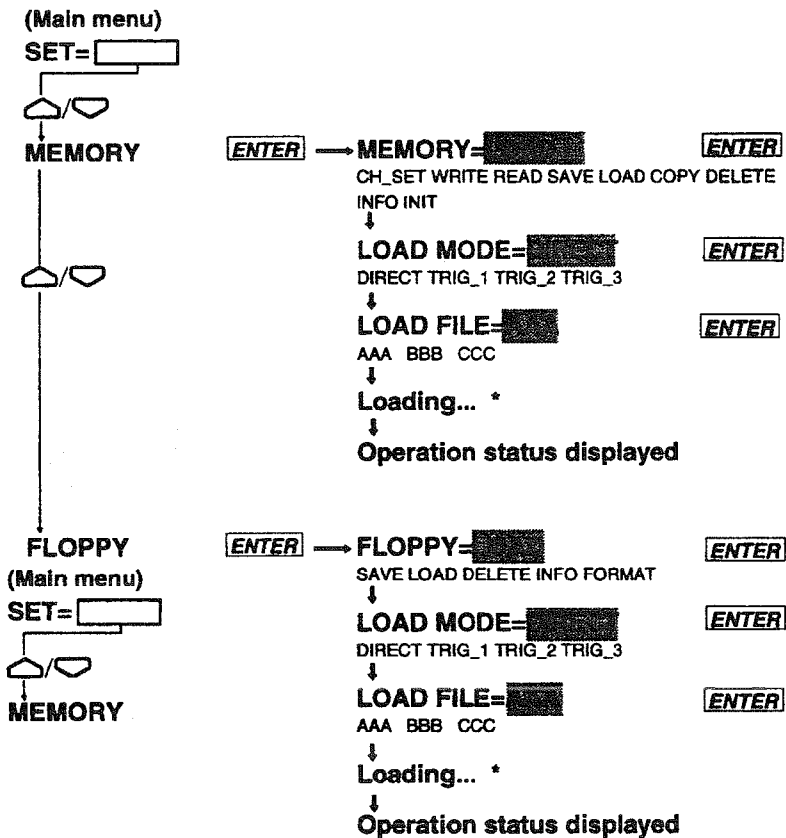 (Main menu)
SET=
/
MEMORY
ENTER
MEMORY=
ENTER
CH_SET WRITE READ SAVE LOAD COPY DELETE
INFO INIT
/
LOAD MODE=
ENTER
DIRECT TRIG_1 TRIG_2 TRIG_3
LOAD FILE=
ENTER
AAA BBB CCC
Loading... *
Operation status displayed
FLOPPY
ENTER
FLOPPY=
ENTER
SAVE LOAD DELETE INFO FORMAT
(Main menu)
SET=
/
MEMORY
LOAD MODE=
ENTER
DIRECT TRIG_1 TRIG_2 TRIG_3
LOAD FILE=
ENTER
AAA BBB CCC
Loading... *
Operation status displayed